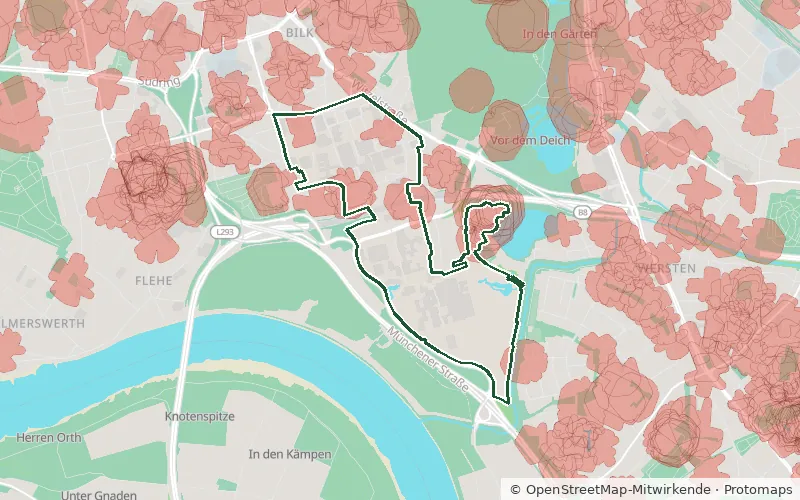 BILK
In den Gärten
Südring
Vor dem Deich
B8
L293
WERSTEN
FLEHE
Münchener Straße
Knotenspitze
Herren Orth
In den Kämpen
Unter Gnaden
© OpenStreetMap-Mitwirkende © Protomaps